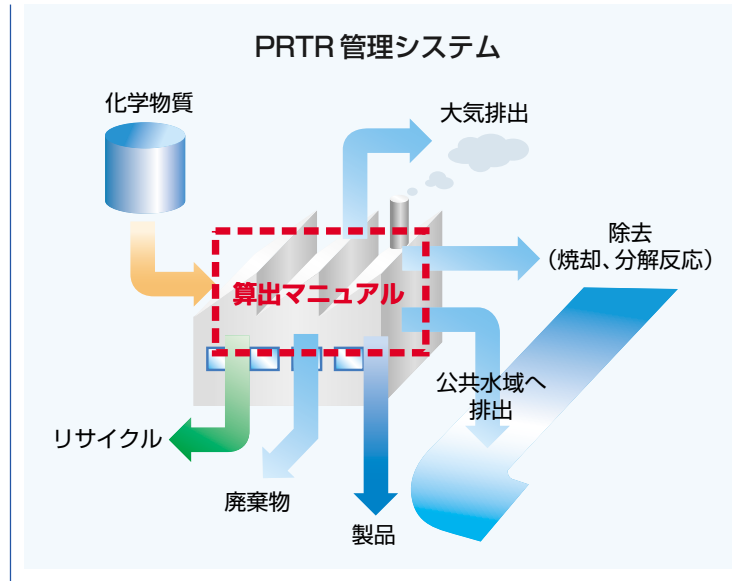 PRTR 管理システム
化学物質
大気排出
除去
（焼却、分解反応）
算出マニュアル
公共水域へ
排出
リサイクル
廃棄物
製品